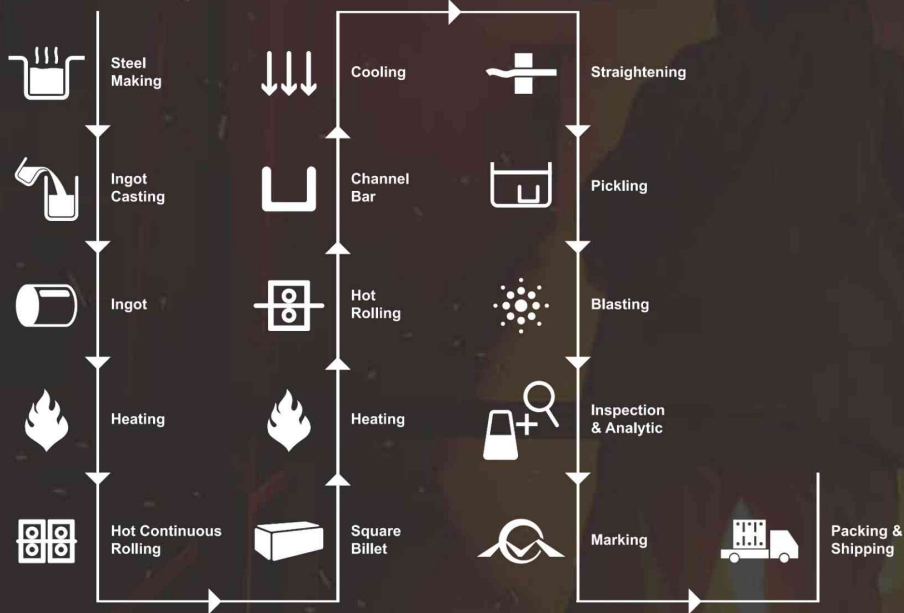 Steel
Making
Ingot
Casting
Ingot
Heating
Hot Continuous
Rolling
Square
Billet
Heating
Hot
Rolling
Channel
Bar
Cooling
Straightening
Pickling
Blasting
Inspection
& Analytic
Marking
Packing &
Shipping